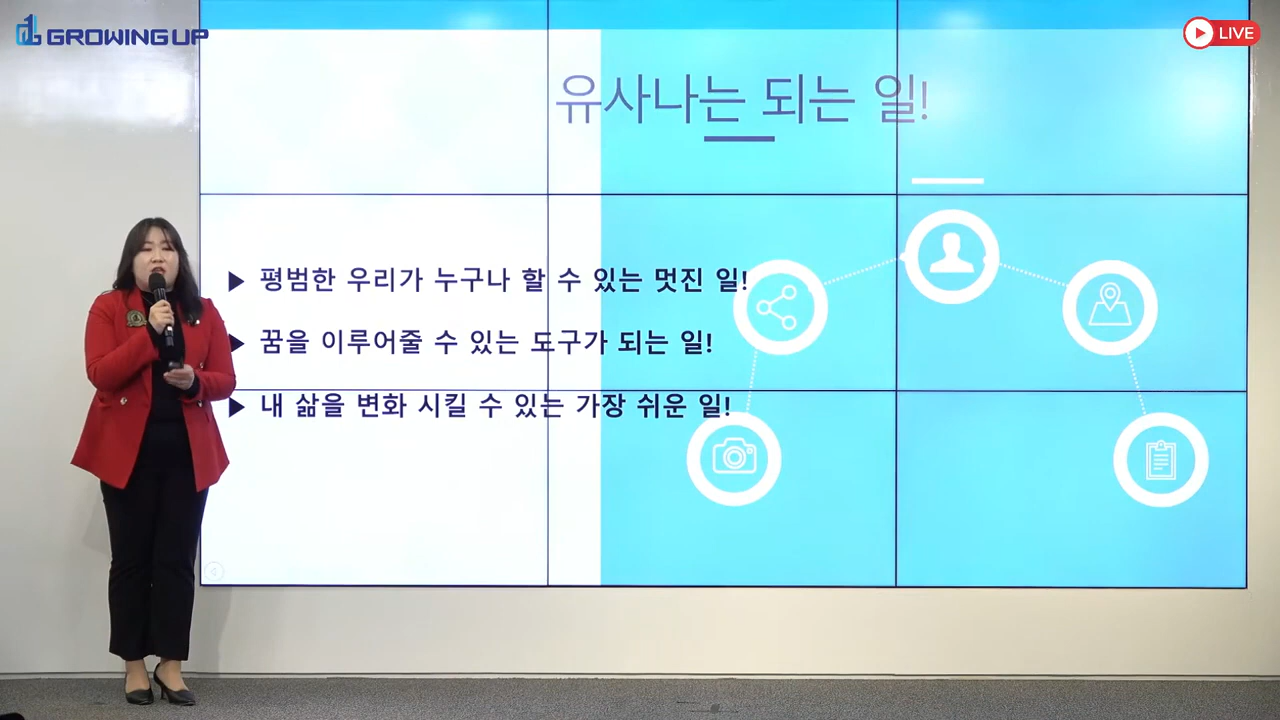 GROWING UP
LIVE
유사나는 되는 일!
▶ 평범한 우리가 누구나 할 수 있는 멋진 일!
▶ 꿈을 이루어줄 수 있는 도구가 되는 일!
▶ 내 삶을 변화 시킬 수 있는 가장 쉬운 일!